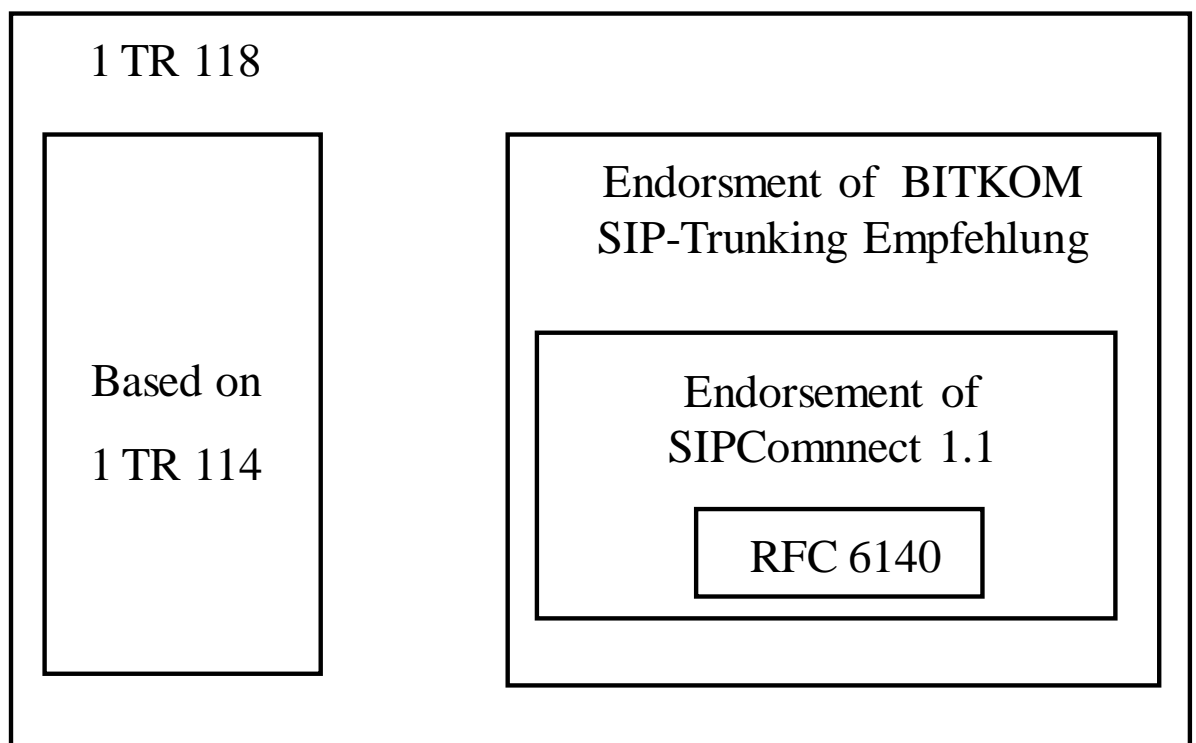 1 TR 118
Based on
1 TR 114
Endorsment of BITKOM
SIP-Trunking Empfehlung
Endorsement of
SIPComnnect 1.1
RFC 6140